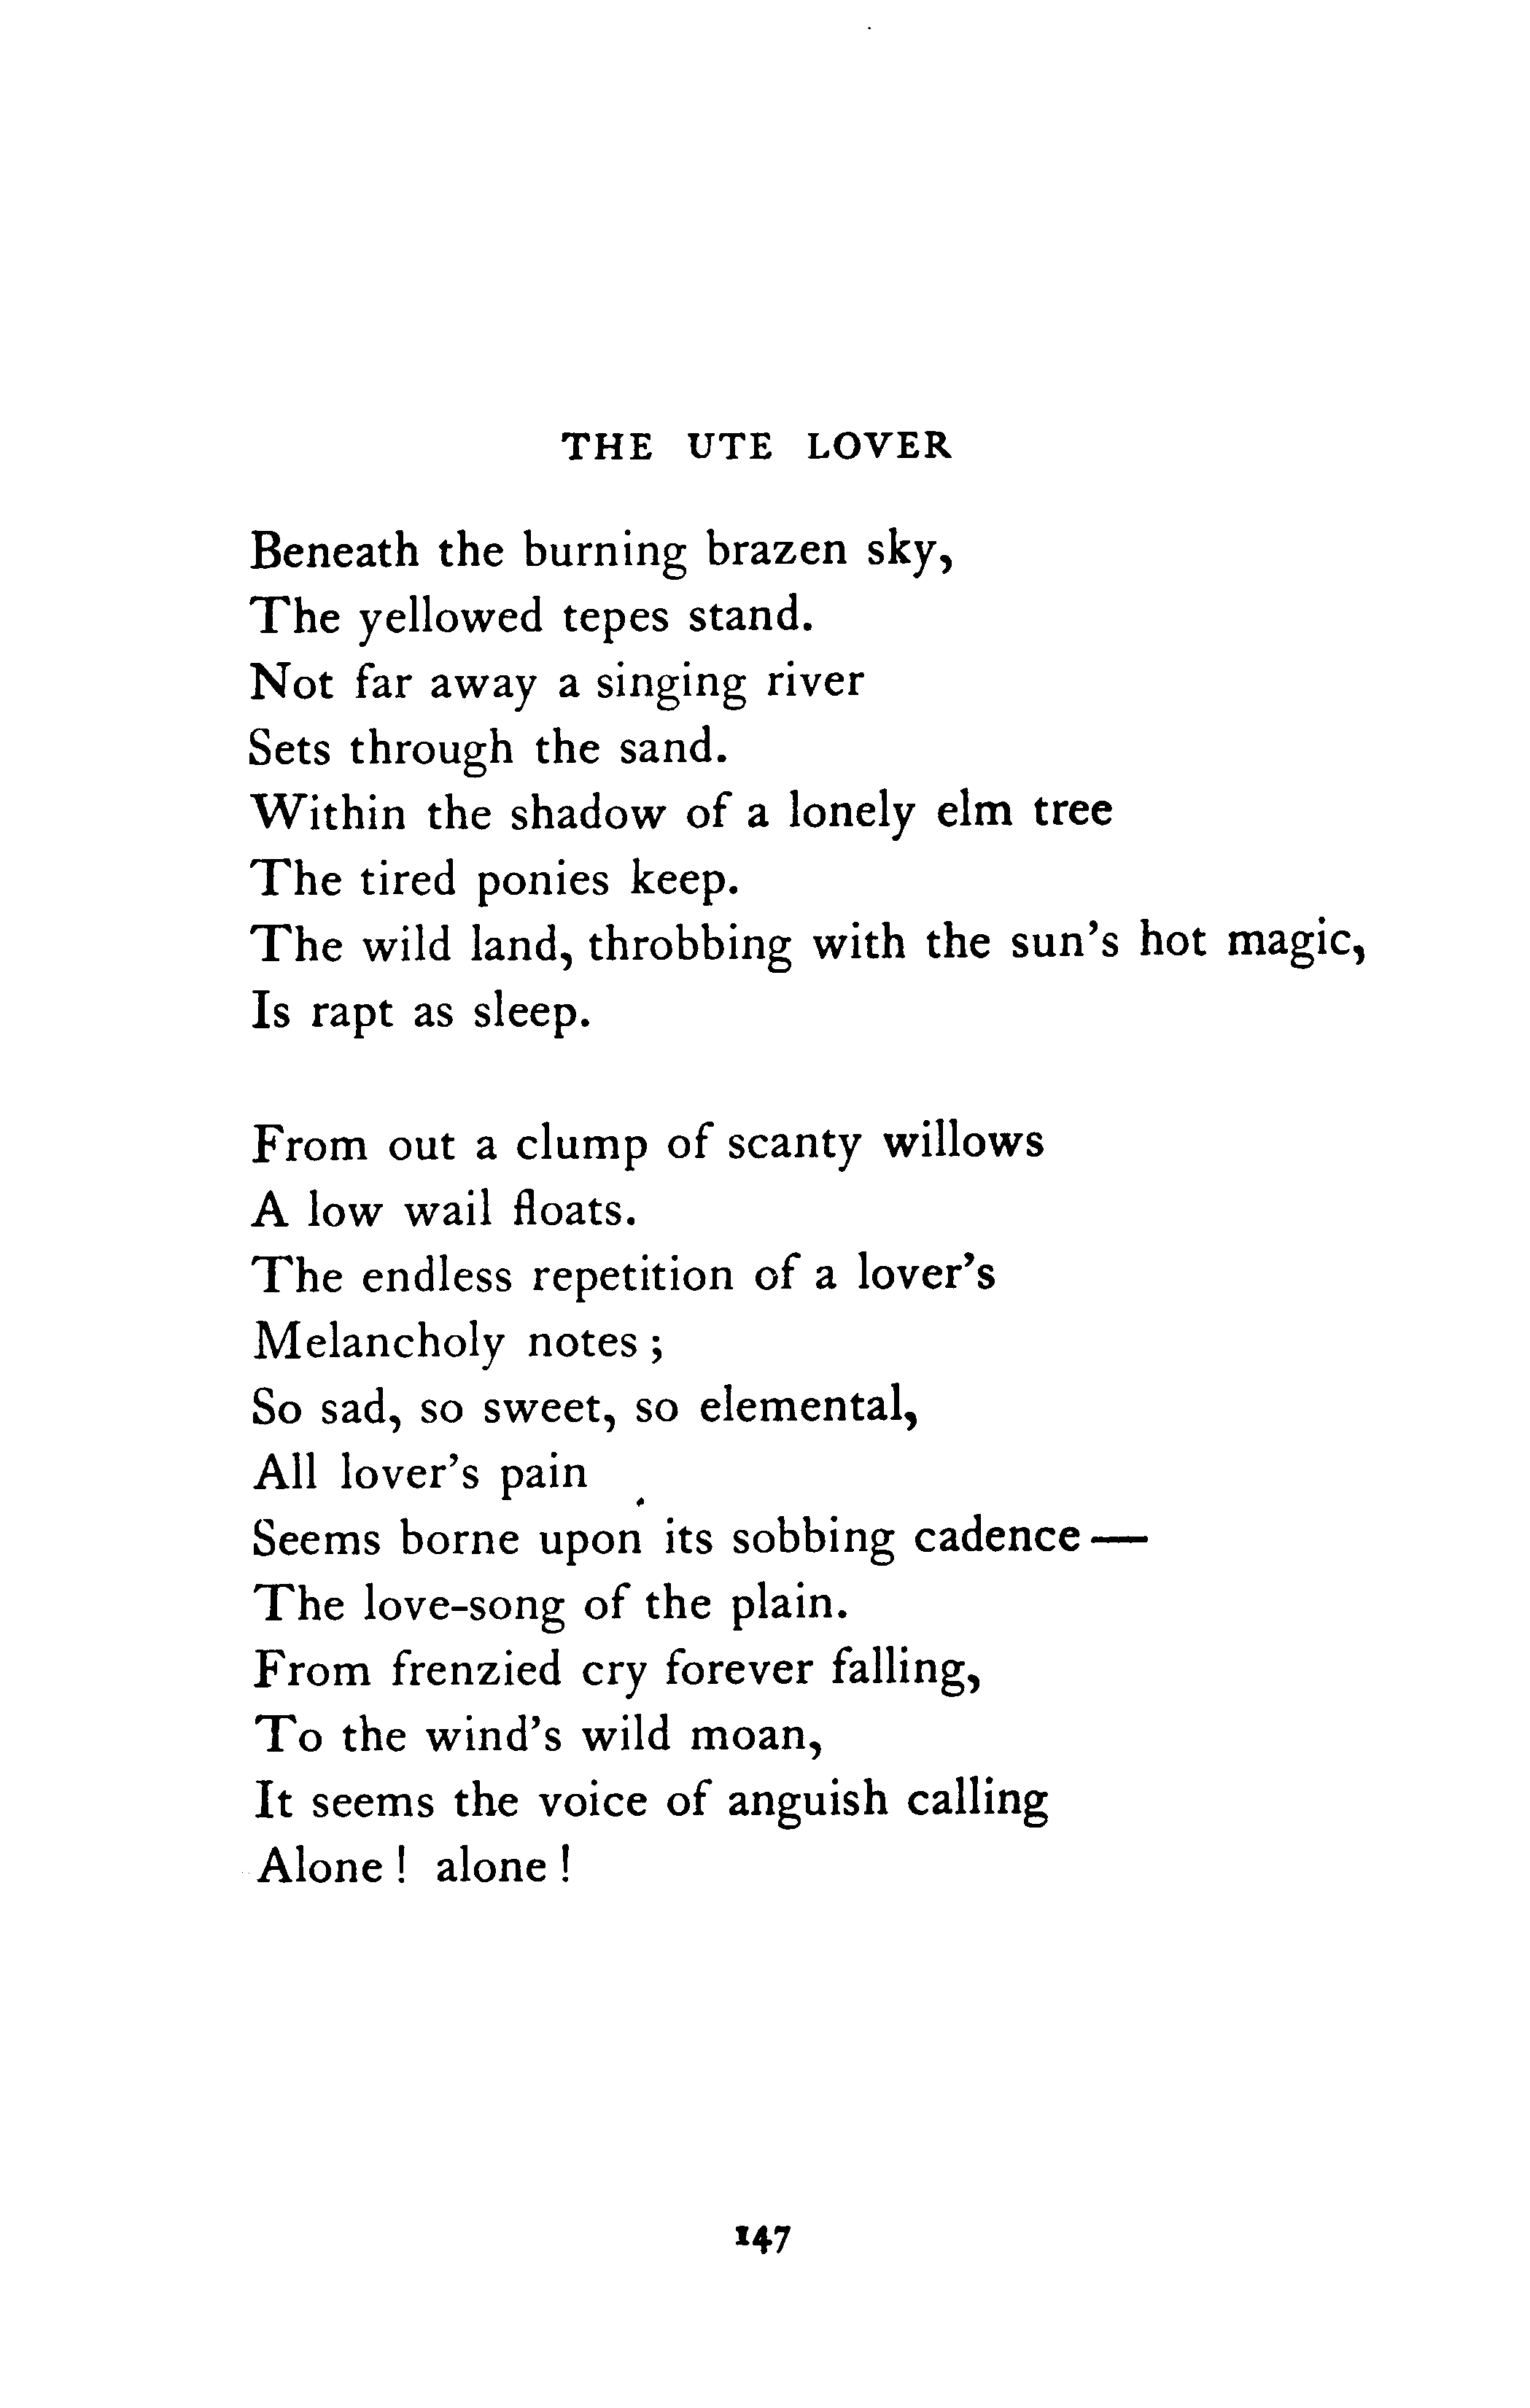 THE UTE LOVER
Beneath the burning brazen sky,
The yellowed tepes stand.
Not far away a singing river
Sets through the sand.
Within the shadow of a lonely elm tree
The tired ponies keep.
The wild land, throbbing with the sun's hot magic,
Is rapt as sleep.
From out a clump of scanty willows
A low wail floats.
The endless repetition of a lover's
Melancholy notes ;
So sad, so sweet, so elemental,
All lover's pain
Seems borne upon its sobbing cadence —
The love-song of the plain.
From frenzied cry forever falling,
To the wind's wild moan,
It seems the voice of anguish calling
Alone ! alone !
147